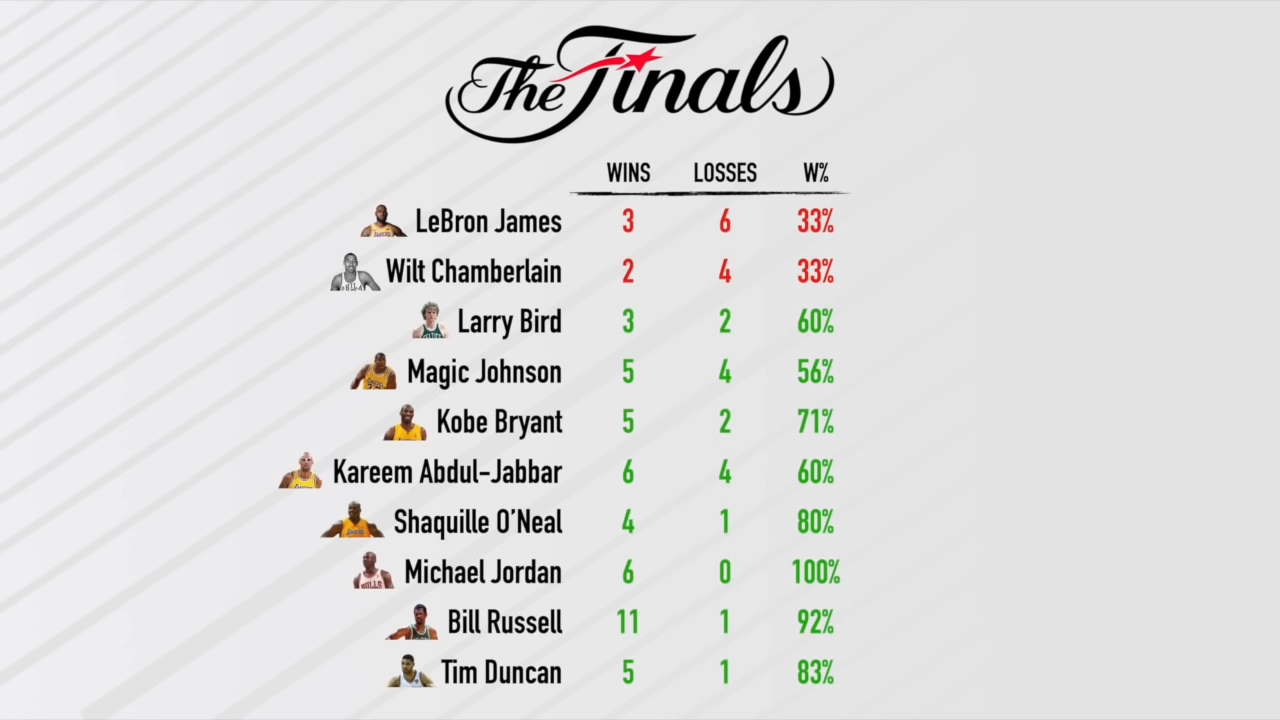 The Finals
WINS LOSSES W%
LeBron James 3 6 33%
Wilt Chamberlain 2 4 33%
Larry Bird 3 2 60%
Magic Johnson 5 4 56%
Kobe Bryant 5 2 71%
Kareem Abdul-Jabbar 6 4 60%
Shaquille O’Neal 4 1 80%
Michael Jordan 6 0 100%
Bill Russell 11 1 92%
Tim Duncan 5 1 83%